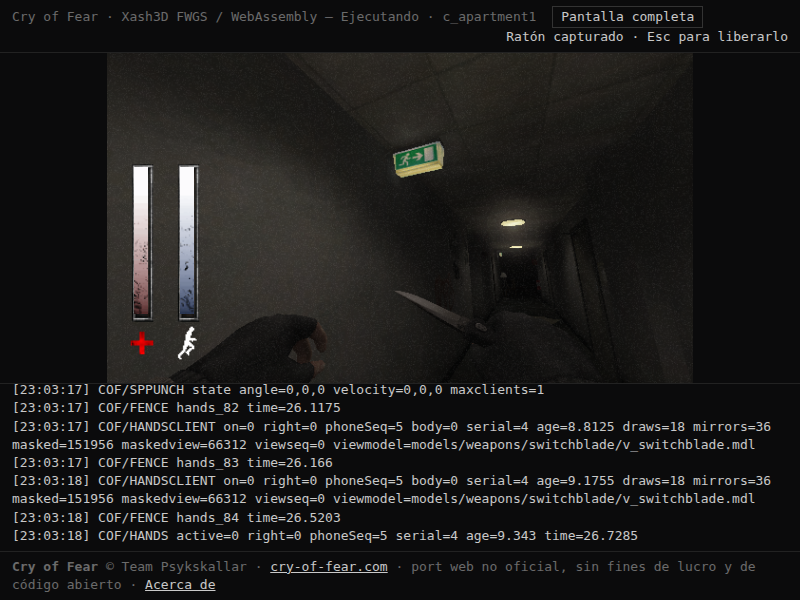 Cry of Fear · Xash3D FWGS / WebAssembly — Ejecutando · c_apartment1 Pantalla completa
Ratón capturado · Esc para liberarlo
[23:03:17] COF/SPPUNCH state angle=0,0,0 velocity=0,0,0 maxclients=1
[23:03:17] COF/FENCE hands_82 time=26.1175
[23:03:17] COF/HANDSCLIENT on=0 right=0 phoneSeq=5 body=0 serial=4 age=8.8125 draws=18 mirrors=36
masked=151956 maskedview=66312 viewseq=0 viewmodel=models/weapons/switchblade/v_switchblade.mdl
[23:03:17] COF/FENCE hands_83 time=26.166
[23:03:18] COF/HANDSCLIENT on=0 right=0 phoneSeq=5 body=0 serial=4 age=9.1755 draws=18 mirrors=36
masked=151956 maskedview=66312 viewseq=0 viewmodel=models/weapons/switchblade/v_switchblade.mdl
[23:03:18] COF/FENCE hands_84 time=26.5203
[23:03:18] COF/HANDS active=0 right=0 phoneSeq=5 serial=4 age=9.343 time=26.7285
Cry of Fear © Team Psykskallar · cry-of-fear.com · port web no oficial, sin fines de lucro y de
código abierto · Acerca de